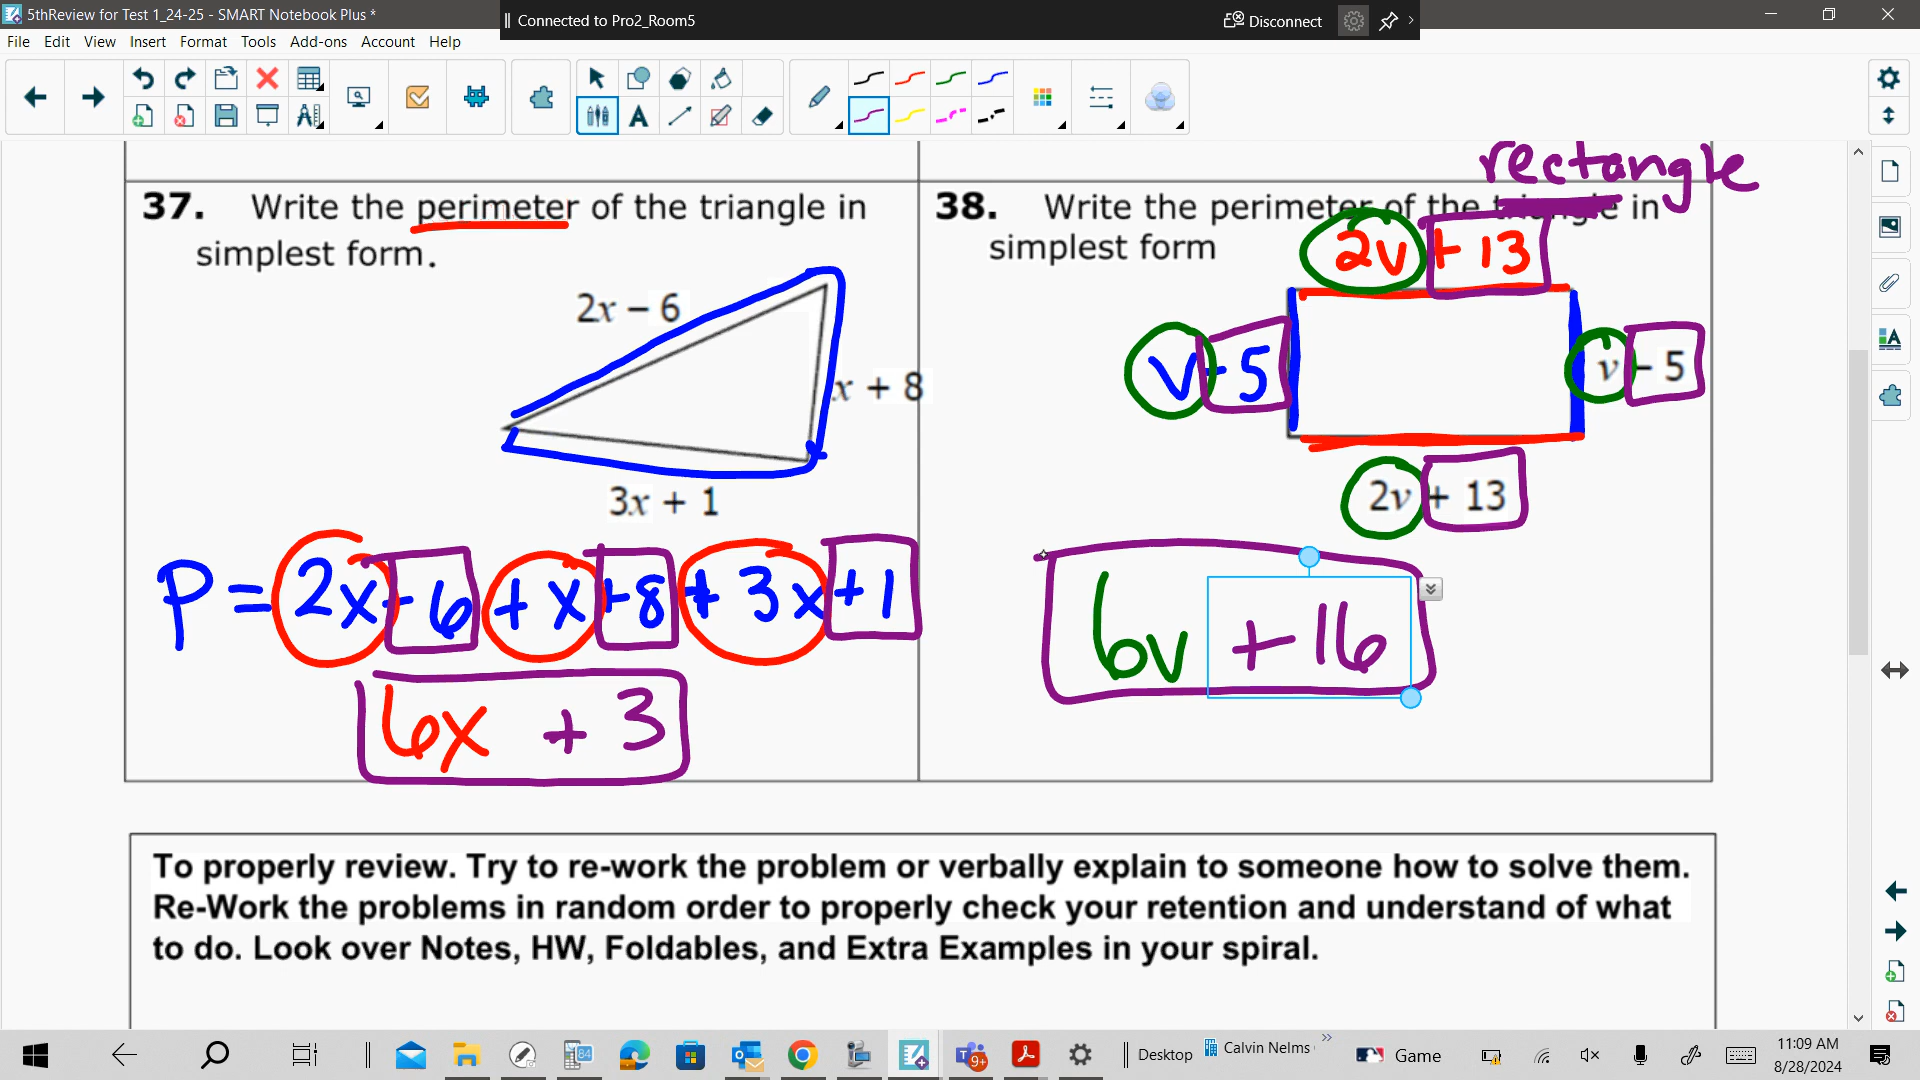 5thReview for Test 1_24-25 - SMART Notebook Plus *
Connected to Pro2_Room5
Disconnect
File Edit View Insert Format Tools Add-ons Account Help
rectangle
37. Write the perimeter of the triangle in
simplest form.
2x – 6
x + 8
3x + 1
P = 2x - 6 + x + 8 + 3x + 1
6x + 3
38. Write the perimeter of the triangle in
simplest form
2v + 13
v - 5
v – 5
2v + 13
6v + 16
To properly review. Try to re-work the problem or verbally explain to someone how to solve them.
Re-Work the problems in random order to properly check your retention and understand of what
to do. Look over Notes, HW, Foldables, and Extra Examples in your spiral.
84
9+
Desktop
Calvin Nelms
Game
11:09 AM
8/28/2024